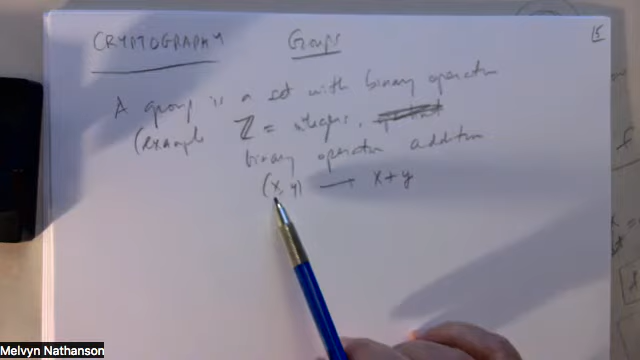 CRYPTOGRAPHY Groups 15
A group is a set with binary operation
(example ℤ = integers,
binary operation addition
(x, y) → x+y
Melvyn Nathanson